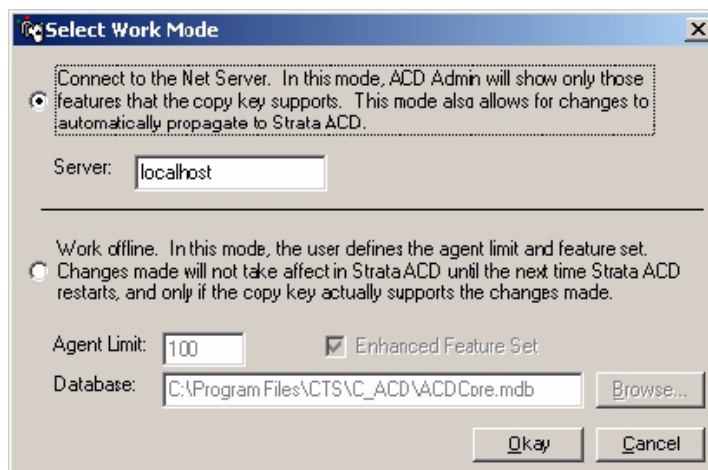 Select Work Mode
Connect to the Net Server. In this mode, ACD Admin will show only those
features that the copy key supports. This mode also allows for changes to
automatically propagate to Strata ACD.
Server: localhost
Work offline. In this mode, the user defines the agent limit and feature set.
Changes made will not take affect in Strata ACD until the next time Strata ACD
restarts, and only if the copy key actually supports the changes made.
Agent Limit: 100 Enhanced Feature Set
Database: C:\Program Files\CTS\C_ACD\ACDCore.mdb Browse...
Okay Cancel